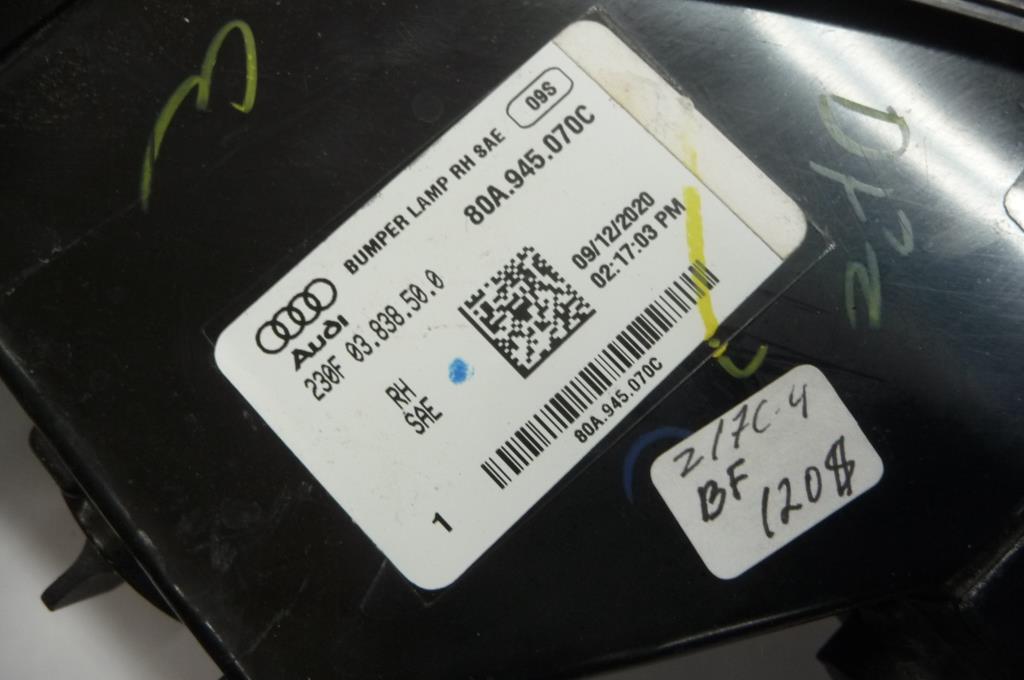 BUMPER LAMP RH SAE 09S
80A.945.070C
Audi
230F 03.838.50.0
09/12/2020
02:17:03 PM
RH
SAE
80A.945.070C
1
217C-4
BF
120$